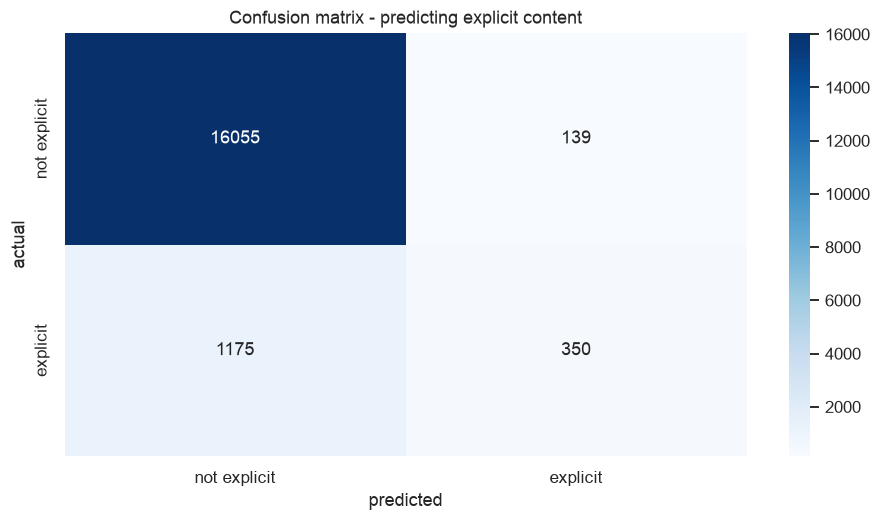 Confusion matrix - predicting explicit content
not explicit
16055
139
explicit
1175
350
actual
not explicit
explicit
predicted
16000
14000
12000
10000
8000
6000
4000
2000